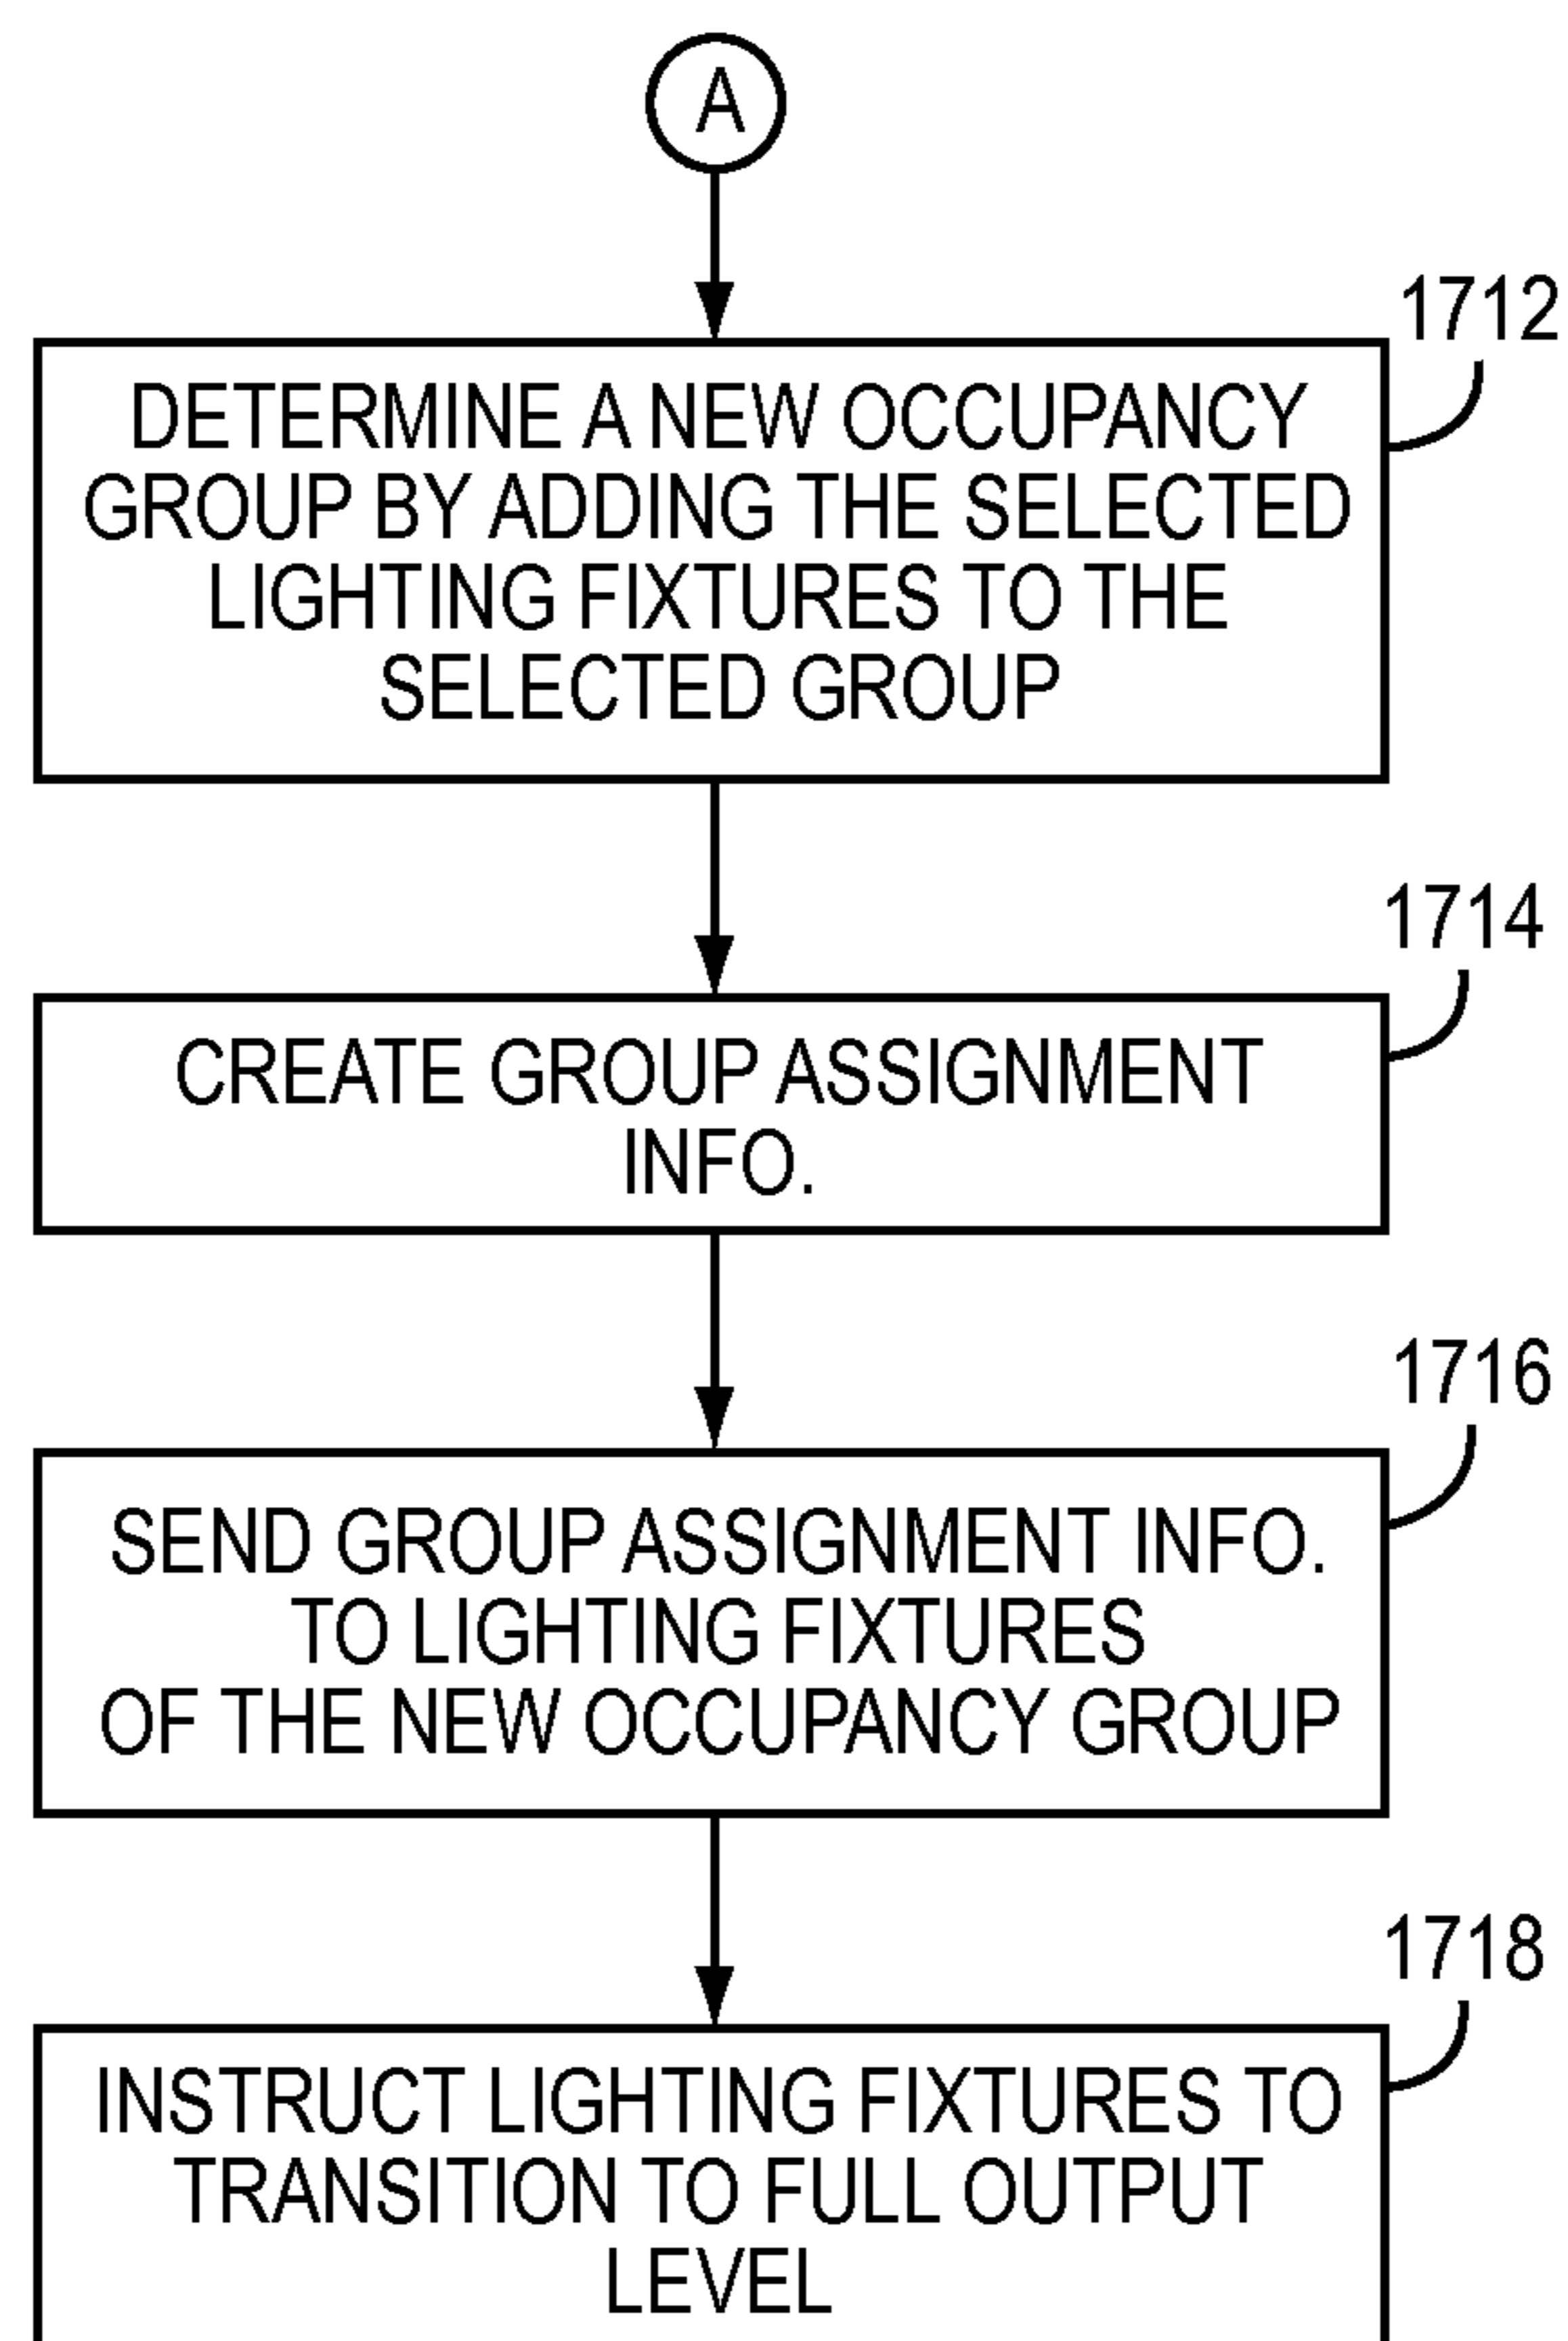 A
1712
DETERMINE A NEW OCCUPANCY
GROUP BY ADDING THE SELECTED
LIGHTING FIXTURES TO THE
SELECTED GROUP
1714
CREATE GROUP ASSIGNMENT
INFO.
1716
SEND GROUP ASSIGNMENT INFO.
TO LIGHTING FIXTURES
OF THE NEW OCCUPANCY GROUP
1718
INSTRUCT LIGHTING FIXTURES TO
TRANSITION TO FULL OUTPUT
LEVEL